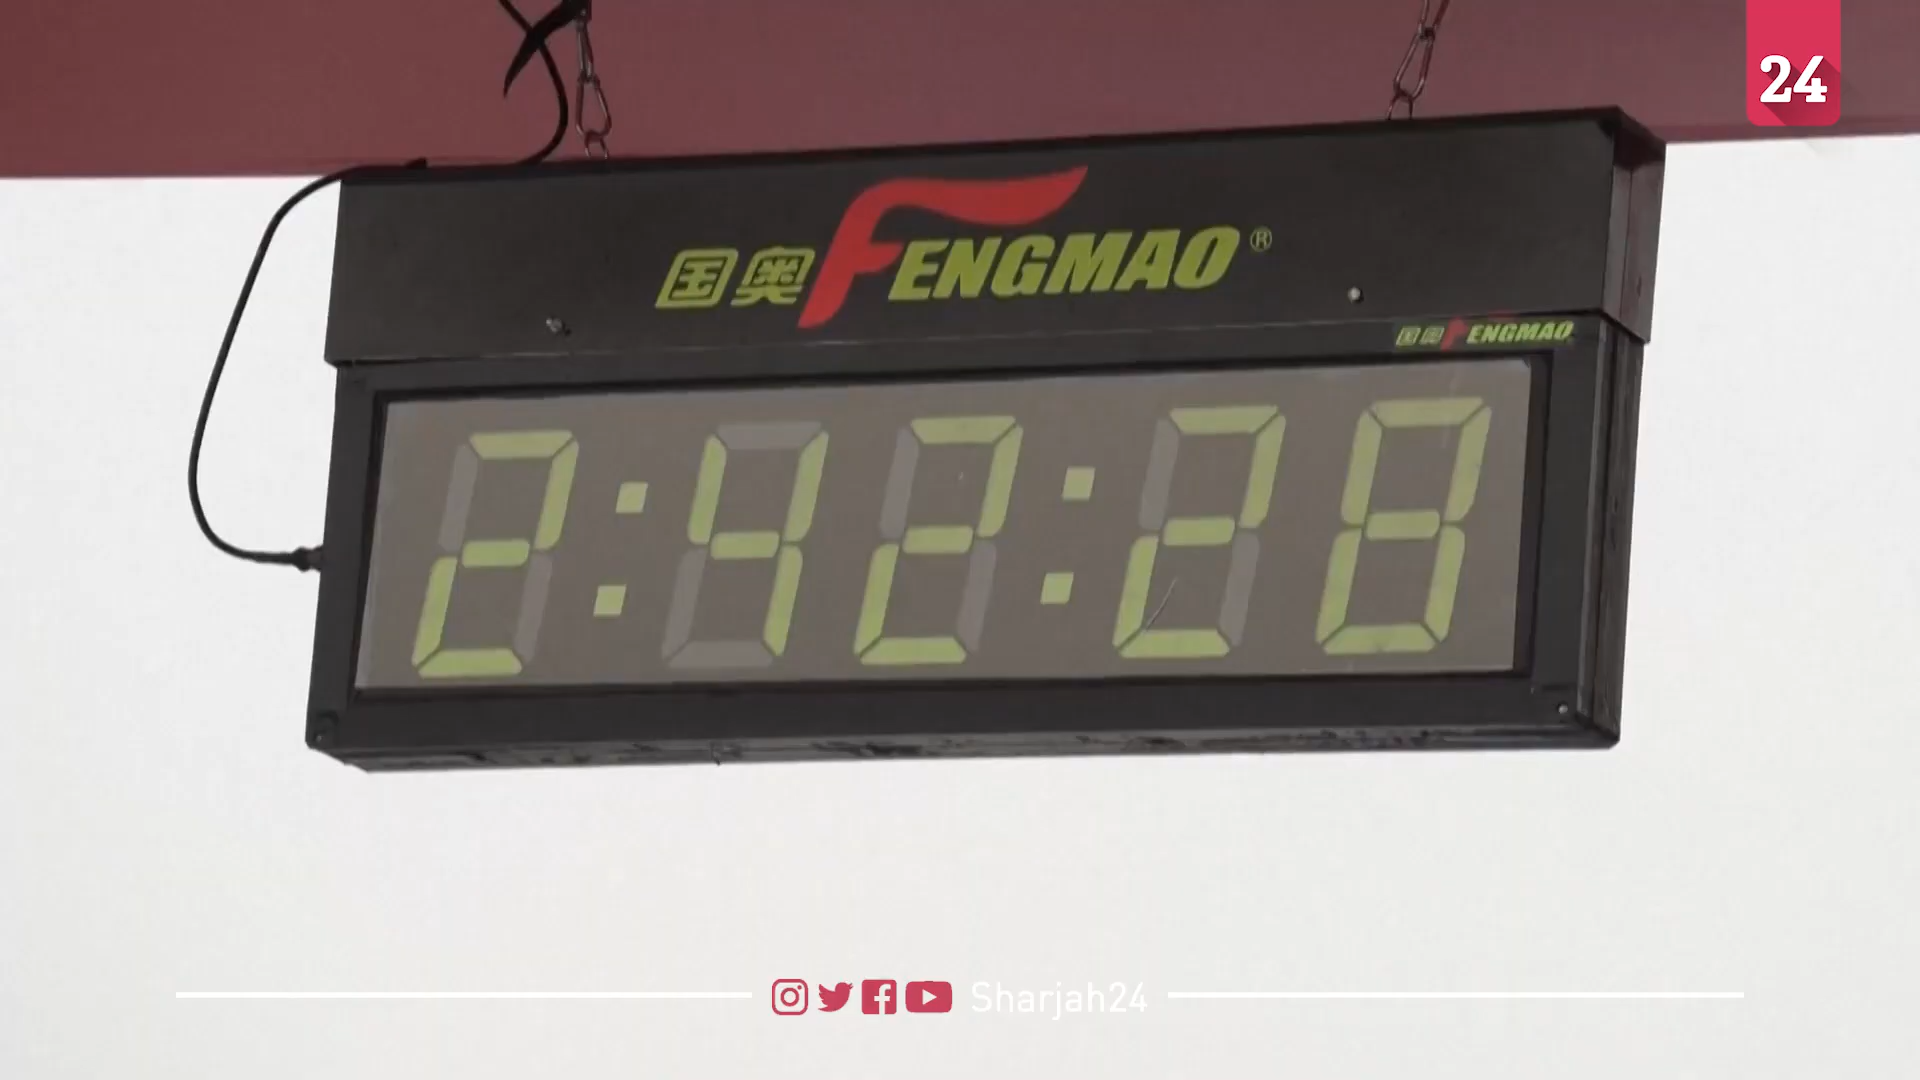 24
国奥 FENGMAO®
国奥 FENGMAO
2:42:28
Sharjah24